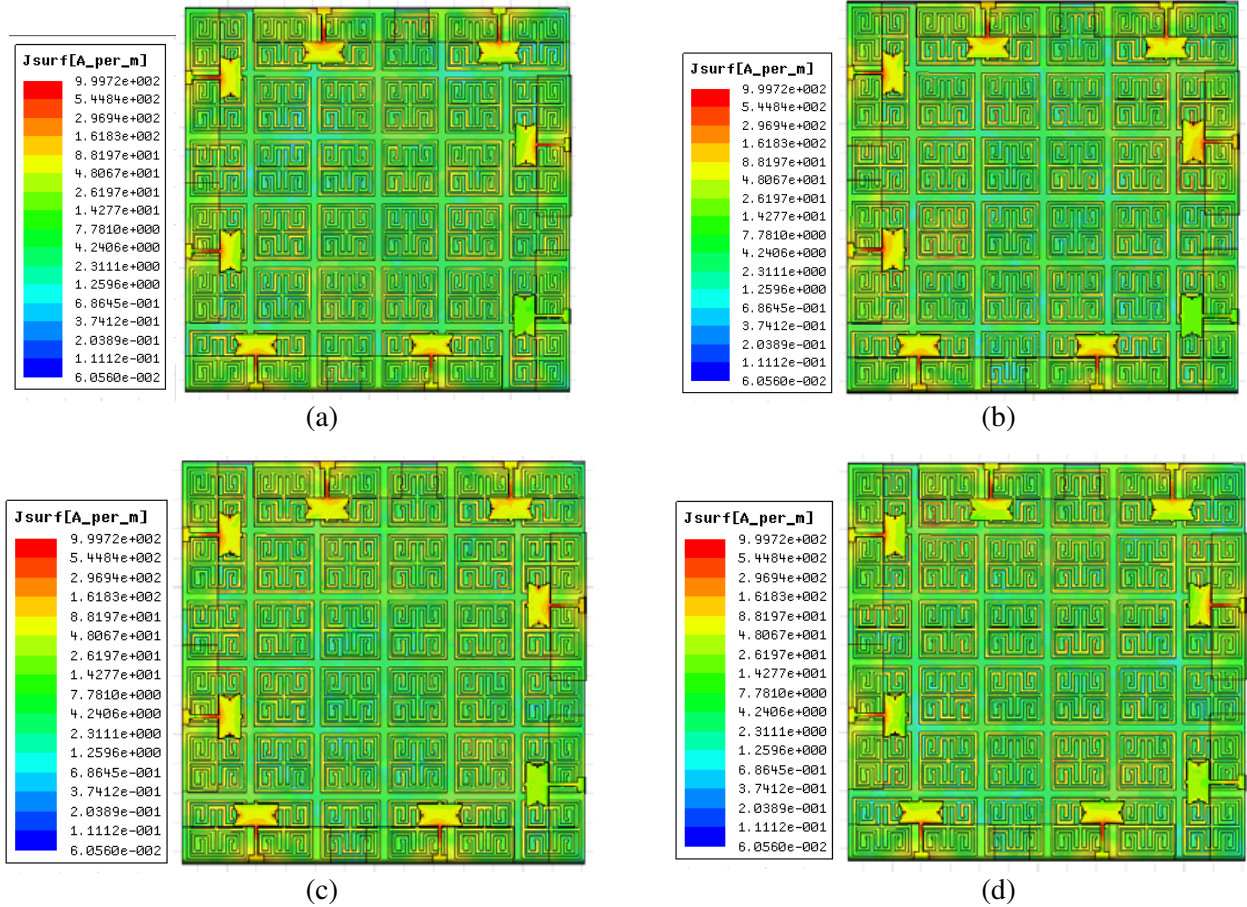 Jsurf[A_per_m]
9.9972e+002
5.4484e+002
2.9694e+002
1.6183e+002
8.8197e+001
4.8067e+001
2.6197e+001
1.4277e+001
7.7810e+000
4.2406e+000
2.3111e+000
1.2596e+000
6.8645e-001
3.7412e-001
2.0389e-001
1.1112e-001
6.0560e-002
(a)
Jsurf[A_per_m]
9.9972e+002
5.4484e+002
2.9694e+002
1.6183e+002
8.8197e+001
4.8067e+001
2.6197e+001
1.4277e+001
7.7810e+000
4.2406e+000
2.3111e+000
1.2596e+000
6.8645e-001
3.7412e-001
2.0389e-001
1.1112e-001
6.0560e-002
(b)
Jsurf[A_per_m]
9.9972e+002
5.4484e+002
2.9694e+002
1.6183e+002
8.8197e+001
4.8067e+001
2.6197e+001
1.4277e+001
7.7810e+000
4.2406e+000
2.3111e+000
1.2596e+000
6.8645e-001
3.7412e-001
2.0389e-001
1.1112e-001
6.0560e-002
(c)
Jsurf[A_per_m]
9.9972e+002
5.4484e+002
2.9694e+002
1.6183e+002
8.8197e+001
4.8067e+001
2.6197e+001
1.4277e+001
7.7810e+000
4.2406e+000
2.3111e+000
1.2596e+000
6.8645e-001
3.7412e-001
2.0389e-001
1.1112e-001
6.0560e-002
(d)